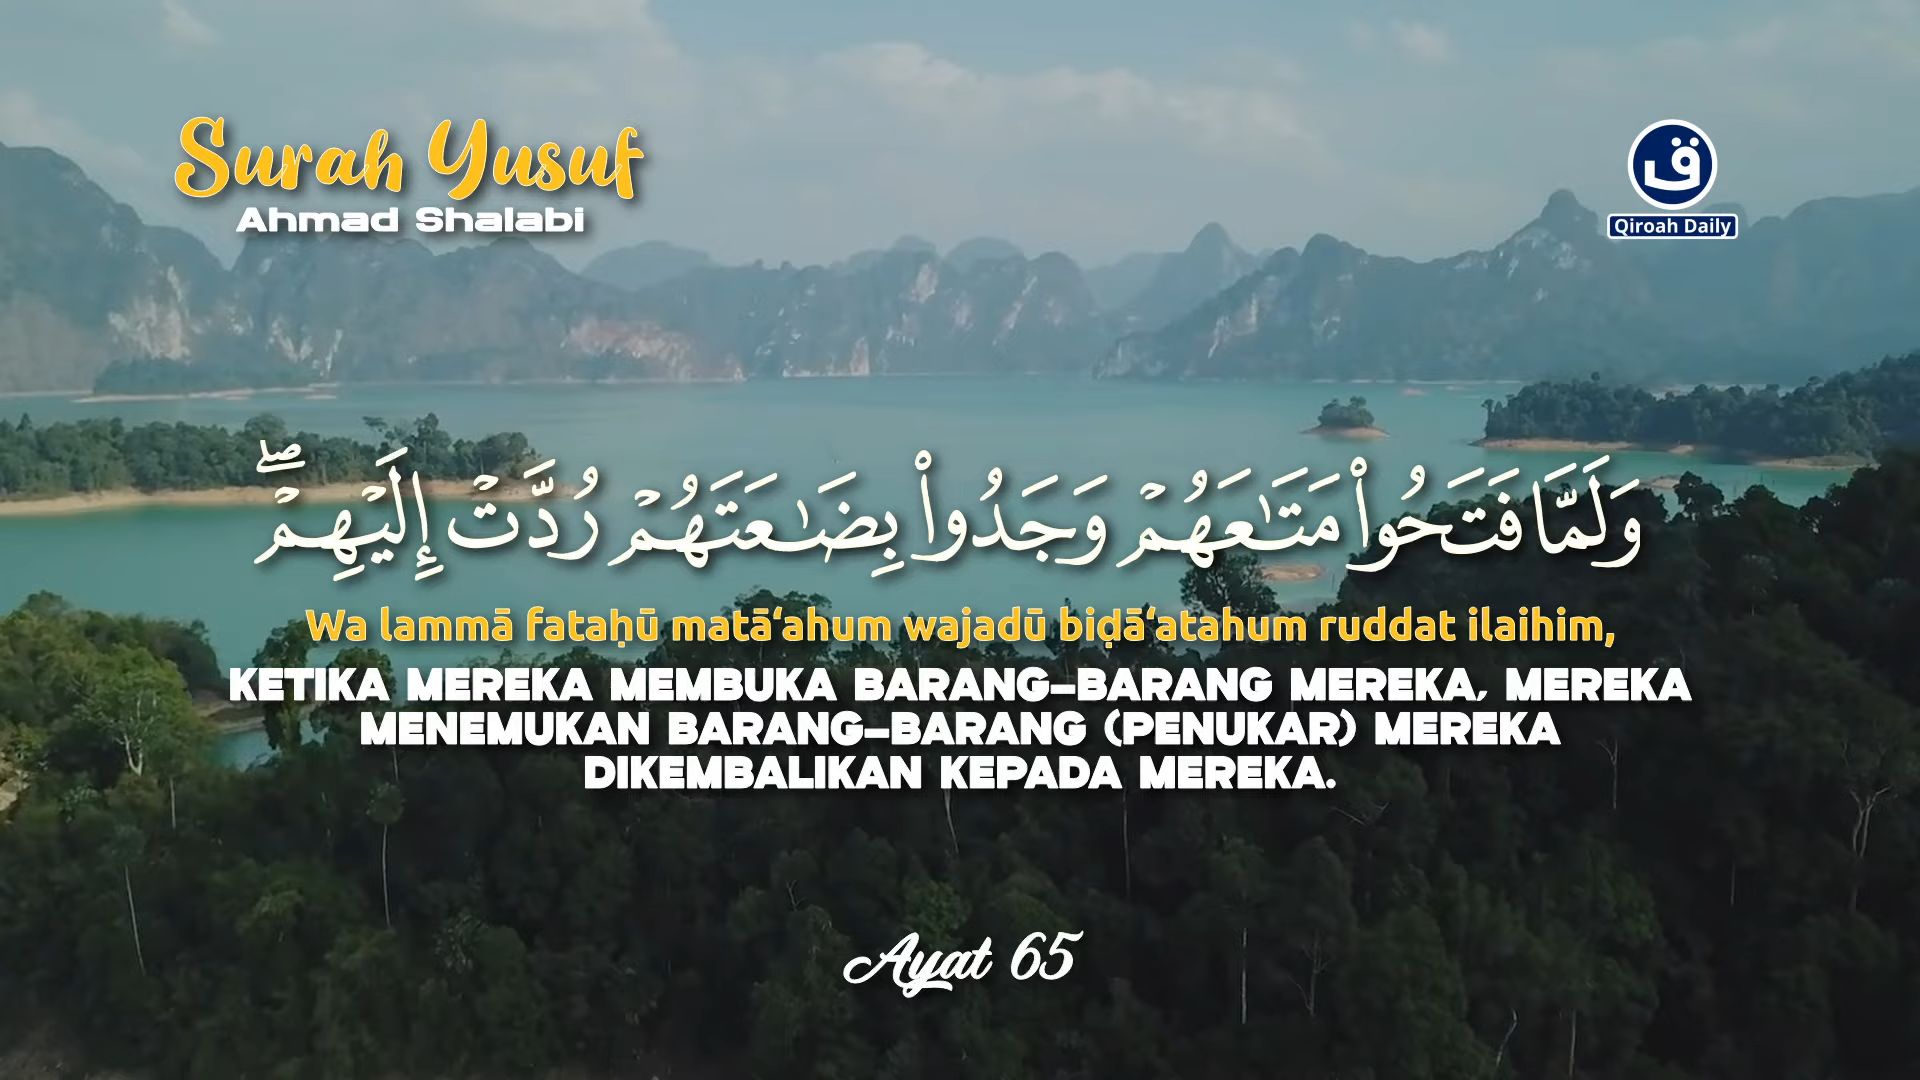 Surah Yusuf
Ahmad Shalabi
ق
Qiroah Daily
وَلَمَّا فَتَحُوا۟ مَتَـٰعَهُمْ وَجَدُوا۟ بِضَـٰعَتَهُمْ رُدَّتْ إِلَيْهِمْ ۖ
Wa lammā fataḥū matā‘ahum wajadū biḍā‘atahum ruddat ilaihim,
KETIKA MEREKA MEMBUKA BARANG-BARANG MEREKA, MEREKA
MENEMUKAN BARANG-BARANG (PENUKAR) MEREKA
DIKEMBALIKAN KEPADA MEREKA.
Ayat 65